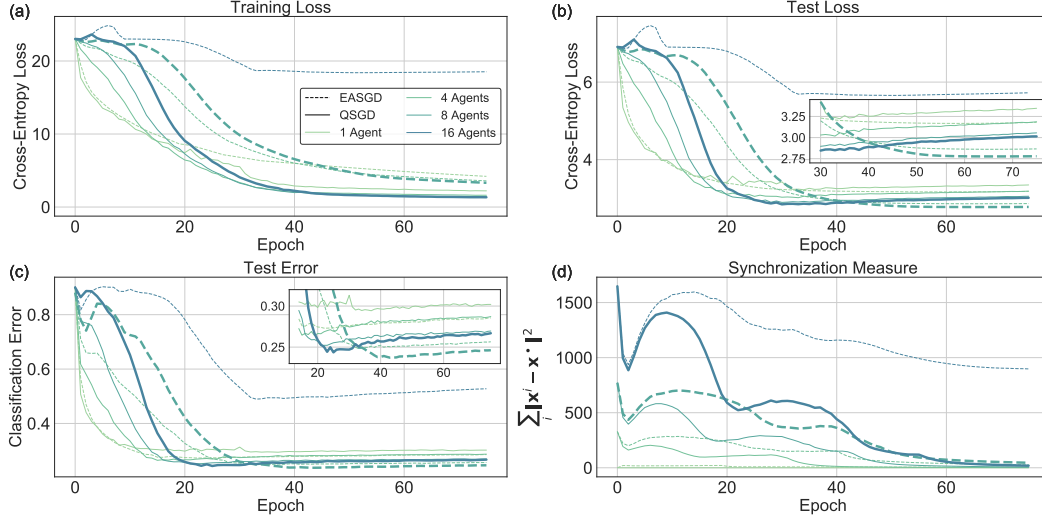 (a)
Training Loss
Cross-Entropy Loss
20
10
0
0
20
40
60
Epoch
EASGD
QSGD
1 Agent
4 Agents
8 Agents
16 Agents
(b)
Test Loss
Cross-Entropy Loss
6
4
0
20
40
60
Epoch
3.25
3.00
2.75
30
40
50
60
70
(c)
Test Error
Classification Error
0.8
0.6
0.4
0
20
40
60
Epoch
0.30
0.25
20
40
60
(d)
Synchronization Measure
∑_i ‖x^i − x^•‖^2
1500
1000
500
0
0
20
40
60
Epoch